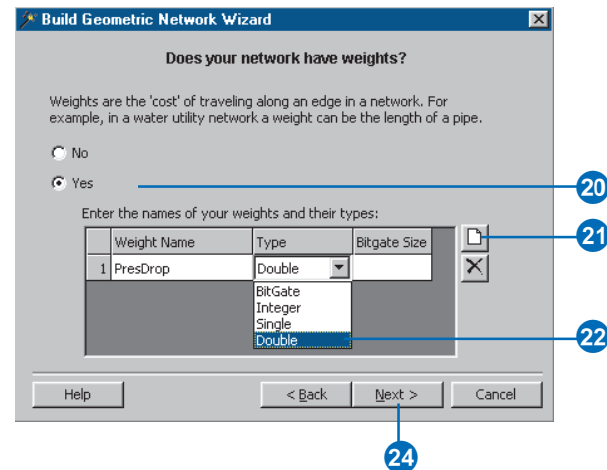 Build Geometric Network Wizard
Does your network have weights?
Weights are the 'cost' of traveling along an edge in a network. For
example, in a water utility network a weight can be the length of a pipe.
No
Yes
20
Enter the names of your weights and their types:
21
Weight Name Type Bitgate Size
1 PresDrop Double
BitGate
Integer
Single
Double
22
Help < Back Next > Cancel
24